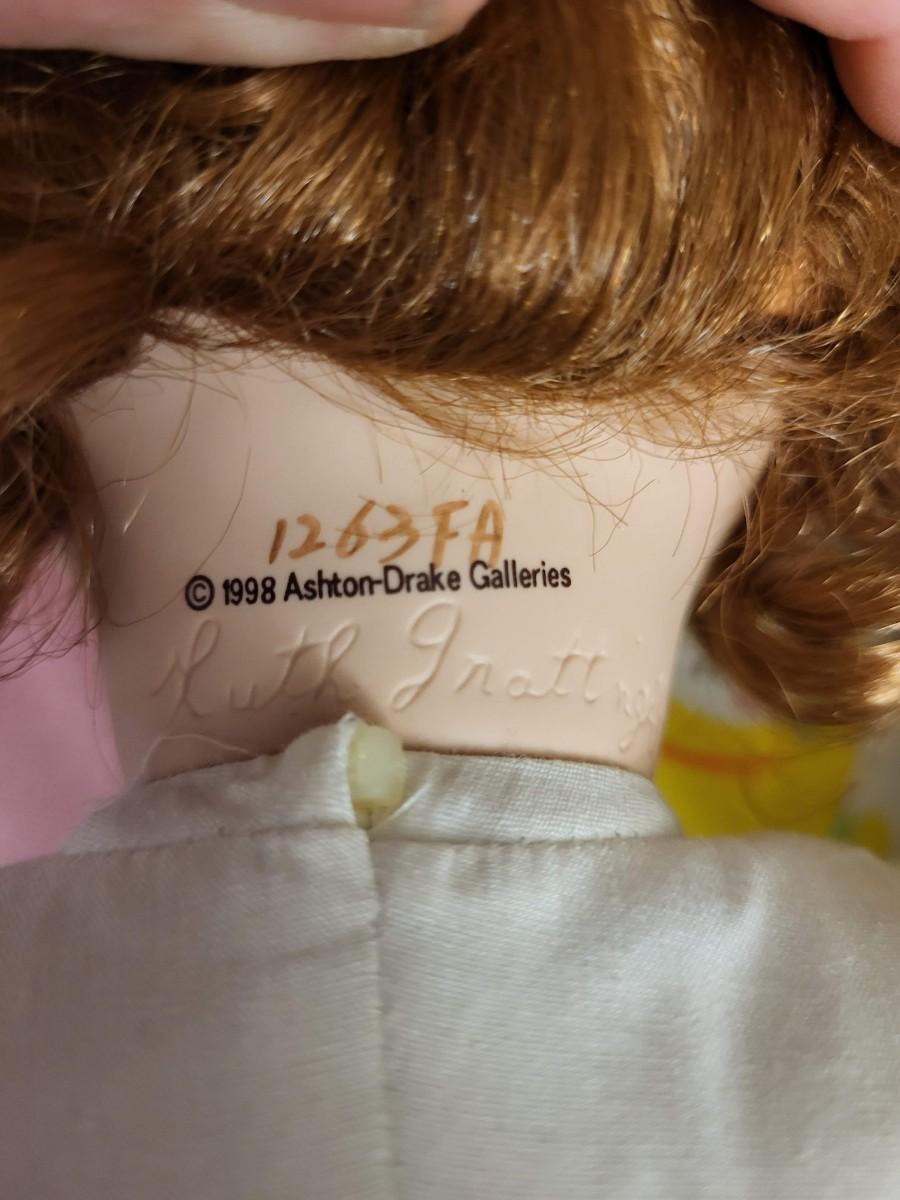 1263FA
© 1998 Ashton-Drake Galleries
Ruth